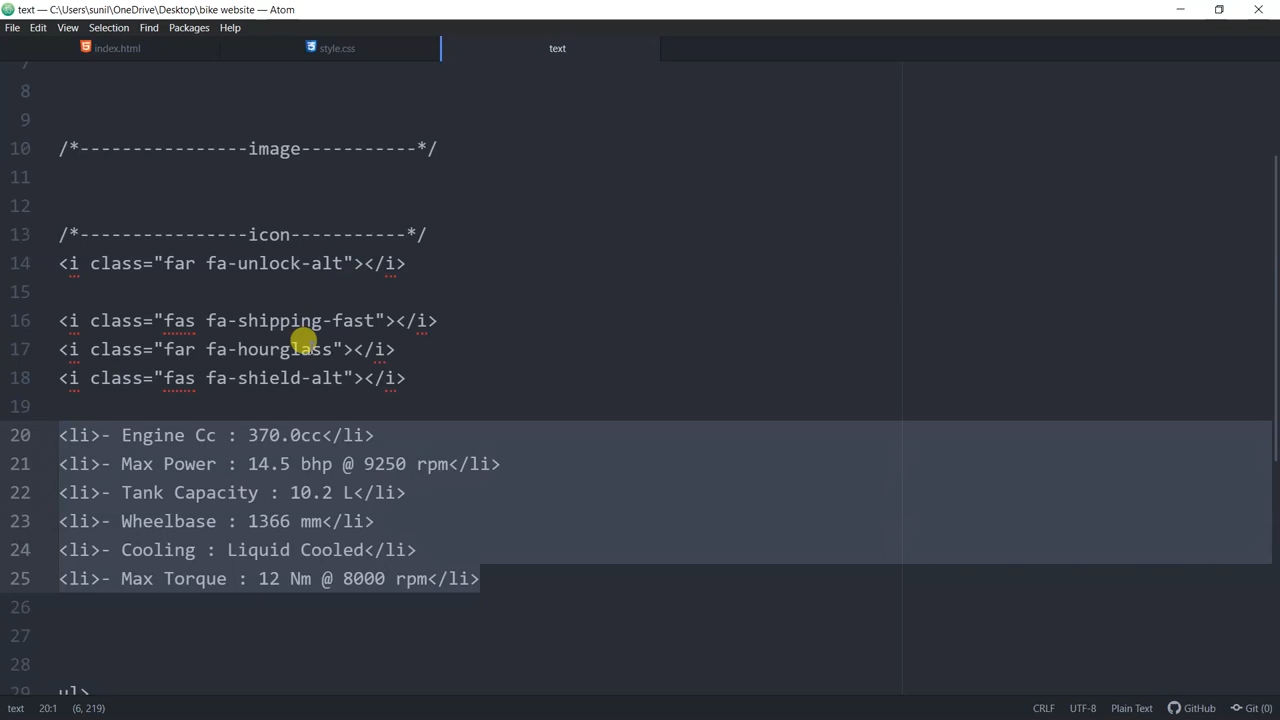 text — C:\Users\sunil\OneDrive\Desktop\bike website — Atom
File Edit View Selection Find Packages Help
index.html style.css text
7
8
9
10 /*----------------image-----------*/
11
12
13 /*----------------icon-----------*/
14 <i class="far fa-unlock-alt"></i>
15
16 <i class="fas fa-shipping-fast"></i>
17 <i class="far fa-hourglass"></i>
18 <i class="fas fa-shield-alt"></i>
19
20 <li>- Engine Cc : 370.0cc</li>
21 <li>- Max Power : 14.5 bhp @ 9250 rpm</li>
22 <li>- Tank Capacity : 10.2 L</li>
23 <li>- Wheelbase : 1366 mm</li>
24 <li>- Cooling : Liquid Cooled</li>
25 <li>- Max Torque : 12 Nm @ 8000 rpm</li>
26
27
28
29 ul>
text 20:1 (6, 219) CRLF UTF-8 Plain Text GitHub Git (0)